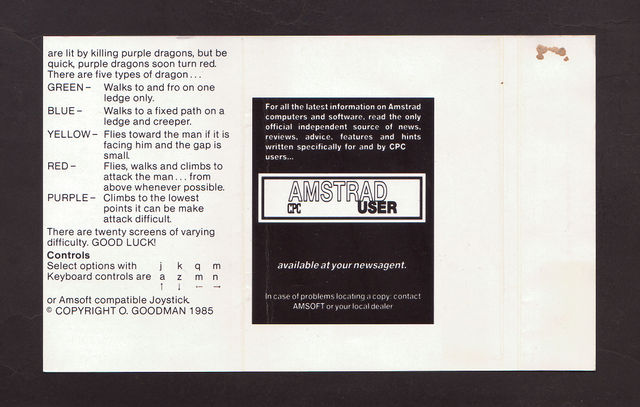 are lit by killing purple dragons, but be
quick, purple dragons soon turn red.
There are five types of dragon...
GREEN – Walks to and fro on one
ledge only.
BLUE – Walks to a fixed path on a
ledge and creeper.
YELLOW – Flies toward the man if it is
facing him and the gap is
small.
RED – Flies, walks and climbs to
attack the man... from
above whenever possible.
PURPLE – Climbs to the lowest
points it can make
attack difficult.
There are twenty screens of varying
difficulty. GOOD LUCK!
Controls
Select options with j k q m
Keyboard controls are a z m n
↑ ↓ ← →
or Amsoft compatible Joystick.
© COPYRIGHT O. GOODMAN 1985
For all the latest information on Amstrad
computers and software, read the only
official independent source of news,
reviews, advice, features and hints
written specifically for and by CPC
users...
AMSTRAD
CPC USER
available at your newsagent.
In case of problems locating a copy: contact
AMSOFT or your local dealer